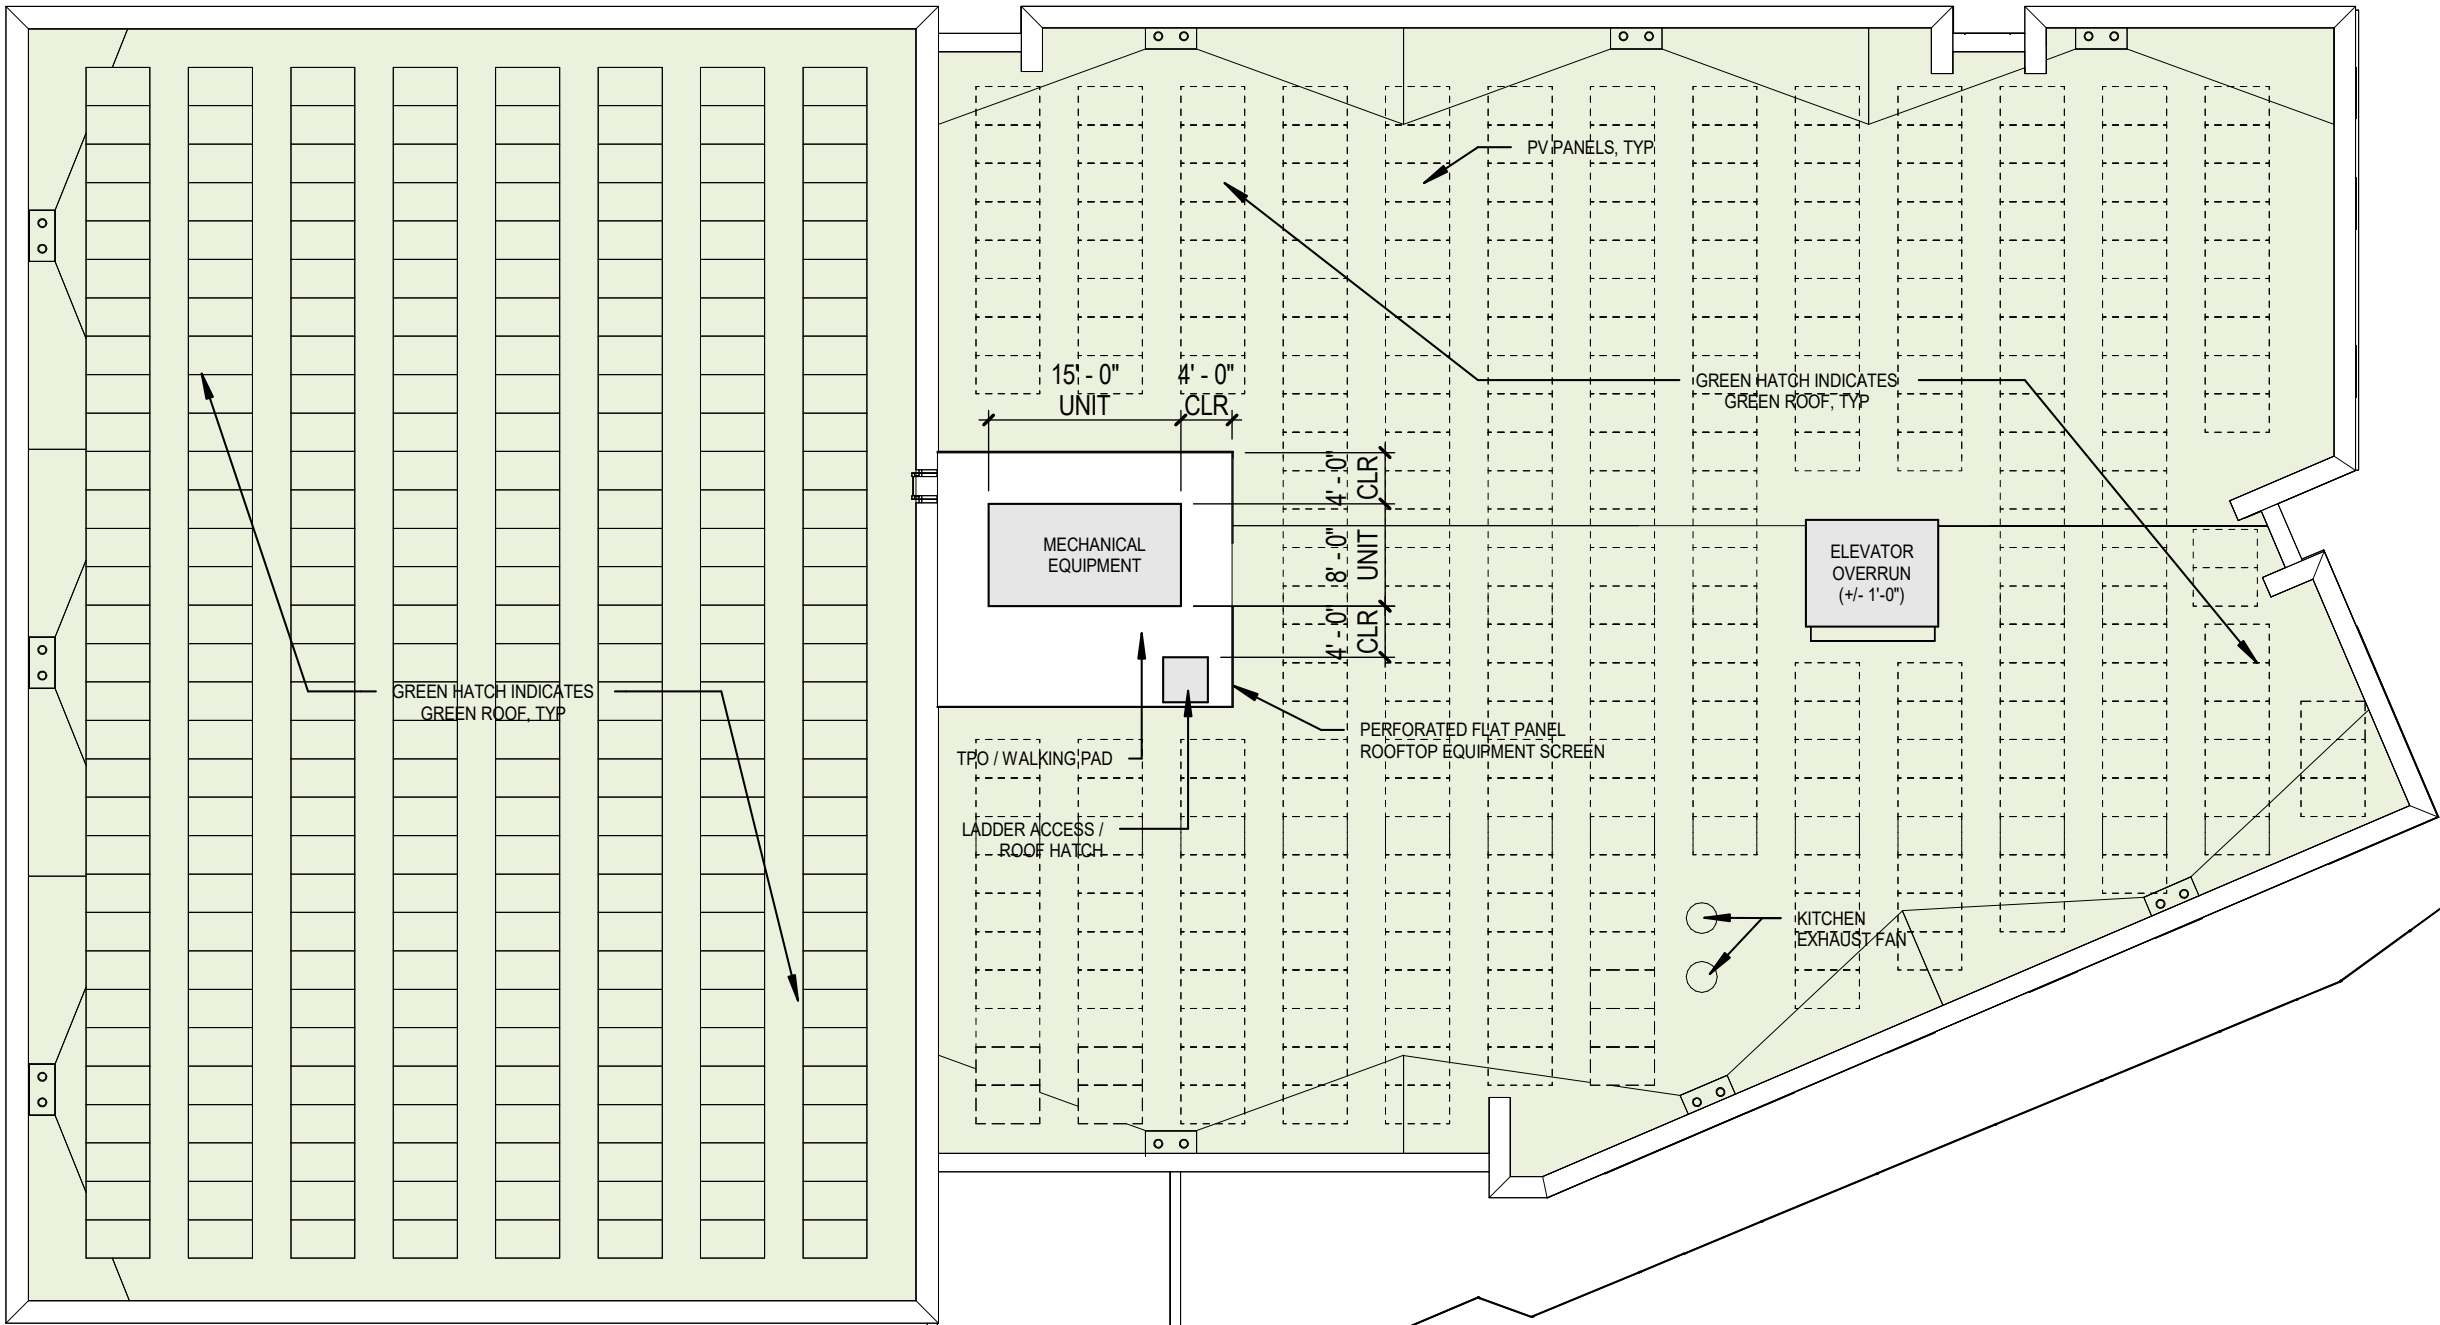 PV PANELS, TYP
15' - 0"
UNIT
4' - 0"
CLR
GREEN HATCH INDICATES
GREEN ROOF, TYP
4' - 0"
CLR
8' - 0"
UNIT
4' - 0"
CLR
MECHANICAL
EQUIPMENT
ELEVATOR
OVERRUN
(+/- 1'-0")
GREEN HATCH INDICATES
GREEN ROOF, TYP
PERFORATED FLAT PANEL
ROOFTOP EQUIPMENT SCREEN
TPO / WALKING PAD
LADDER ACCESS /
ROOF HATCH
KITCHEN
EXHAUST FAN